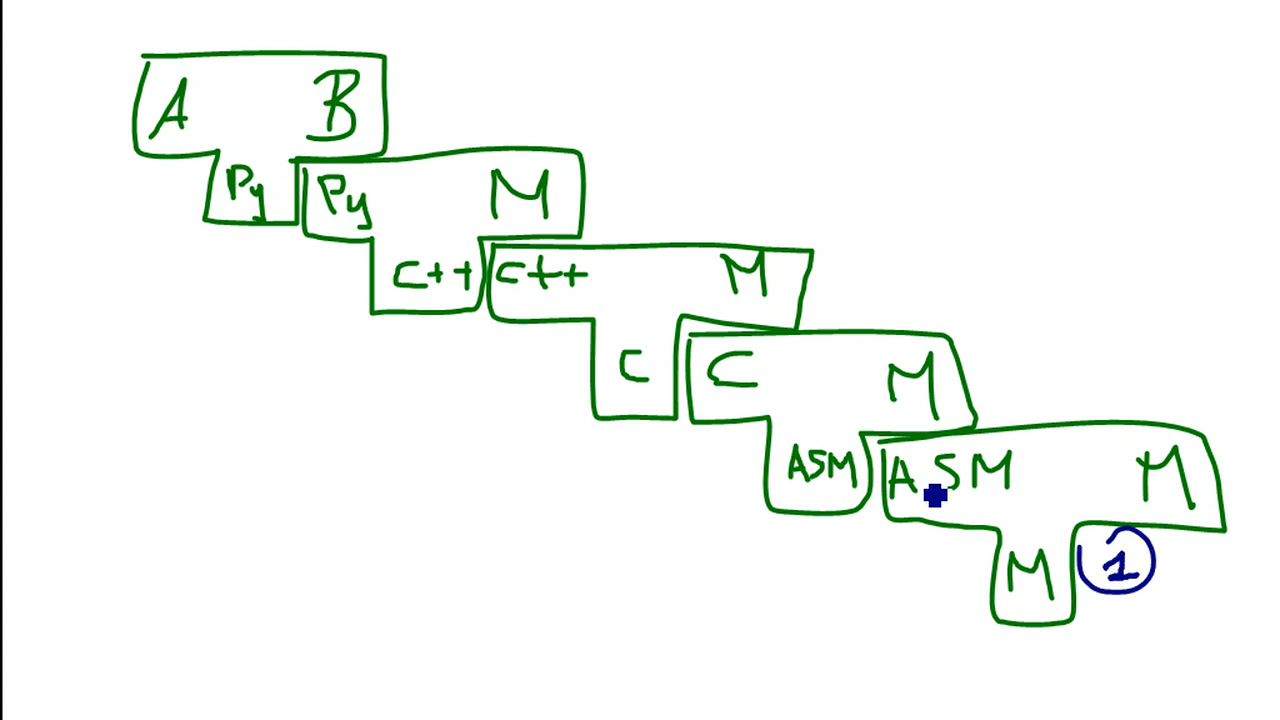 A B
Py Py M
C++ C++ M
C C M
ASM ASM M
M 1